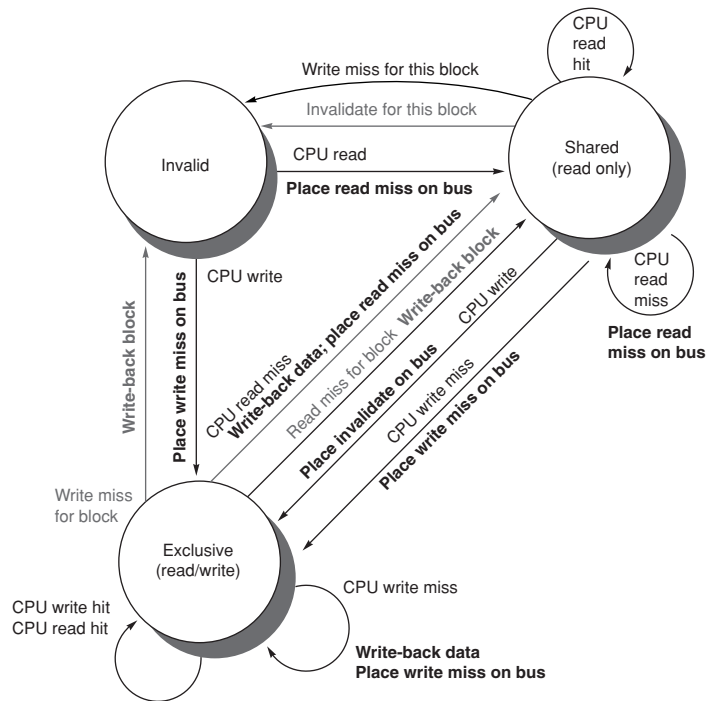 CPU
read
hit
Write miss for this block
Invalidate for this block
Invalid
Shared
(read only)
CPU read
Place read miss on bus
CPU write
CPU
read
miss
Place read
miss on bus
Write-back block
Place write miss on bus
CPU read miss
Write-back data; place read miss on bus
Read miss for block Write-back block
CPU write
Place invalidate on bus
CPU write miss
Place write miss on bus
Write miss
for block
Exclusive
(read/write)
CPU write hit
CPU read hit
CPU write miss
Write-back data
Place write miss on bus